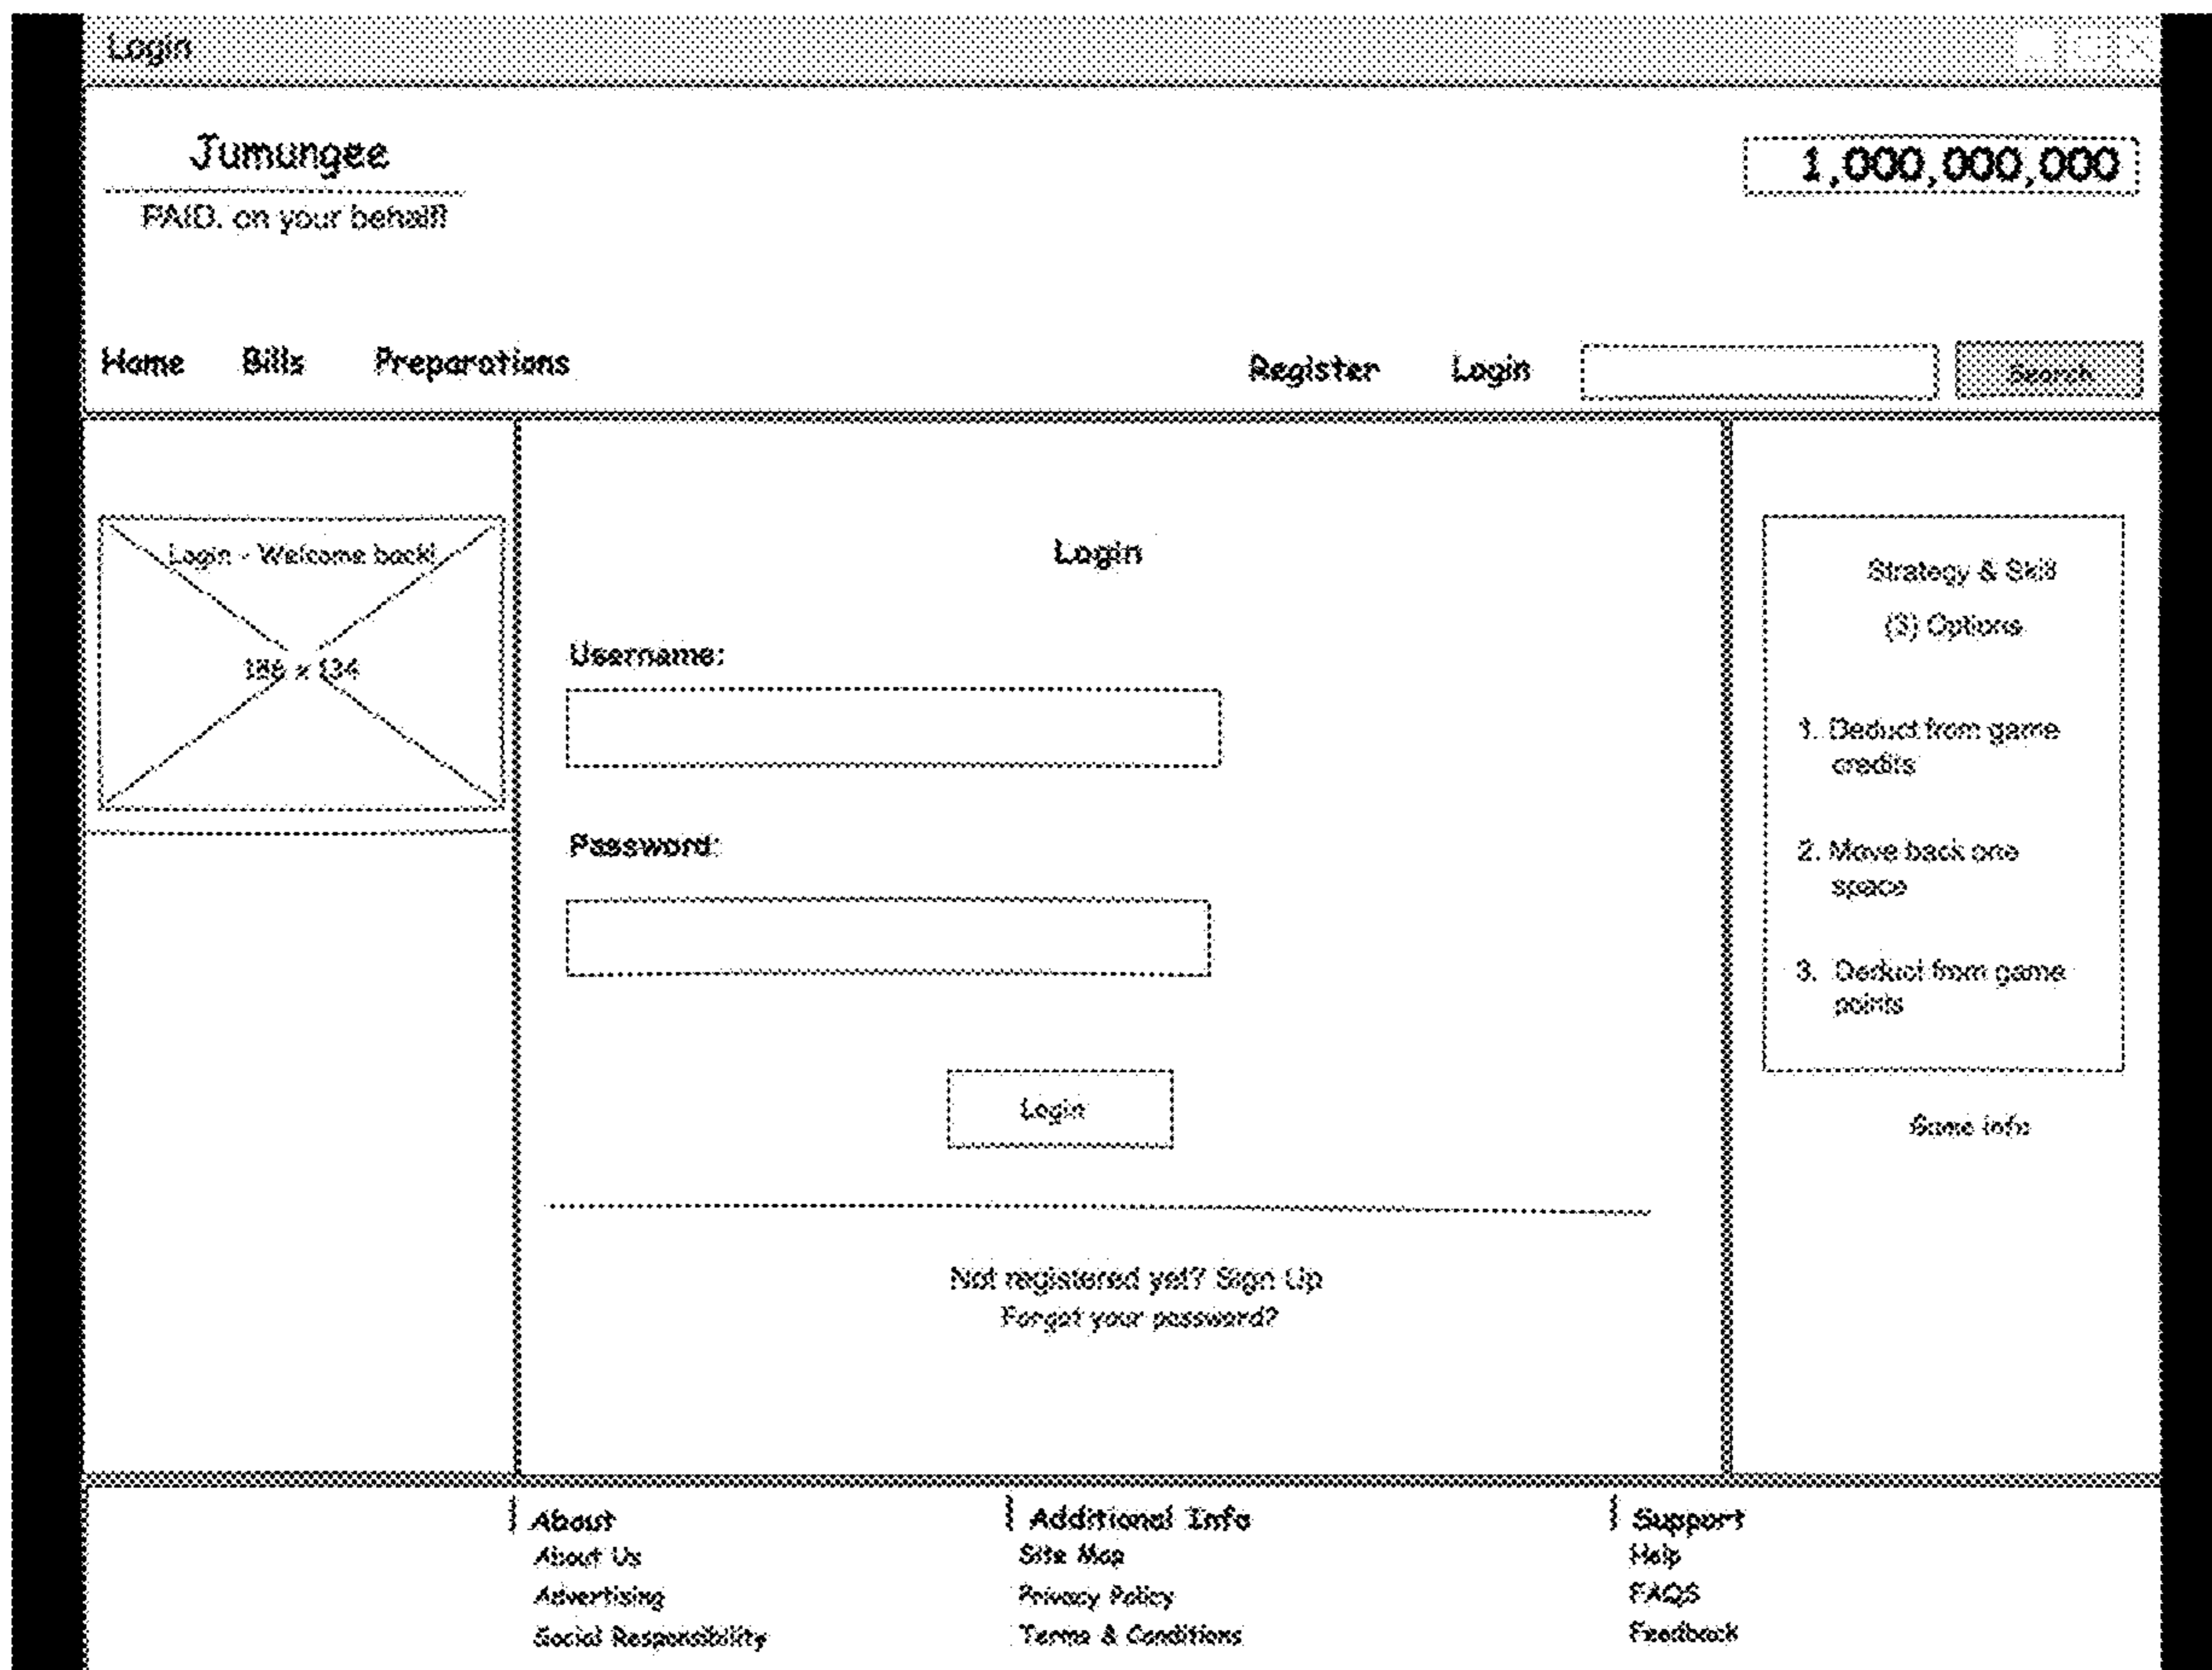 Login
Jumungee
1,000,000,000
PAID. on your behalf!
Home Bills Preparations Register Login Search
Login - Welcome back!
186 x 134
Login
Username:
Password:
Login
Not registered yet? Sign Up
Forgot your password?
Strategy & Skill
(3) Options
1. Deduct from game
credits
2. Move back one
space
3. Deduct from game
points
Game info
About
About Us
Advertising
Social Responsibility
Additional Info
Site Map
Privacy Policy
Terms & Conditions
Support
Help
FAQS
Feedback